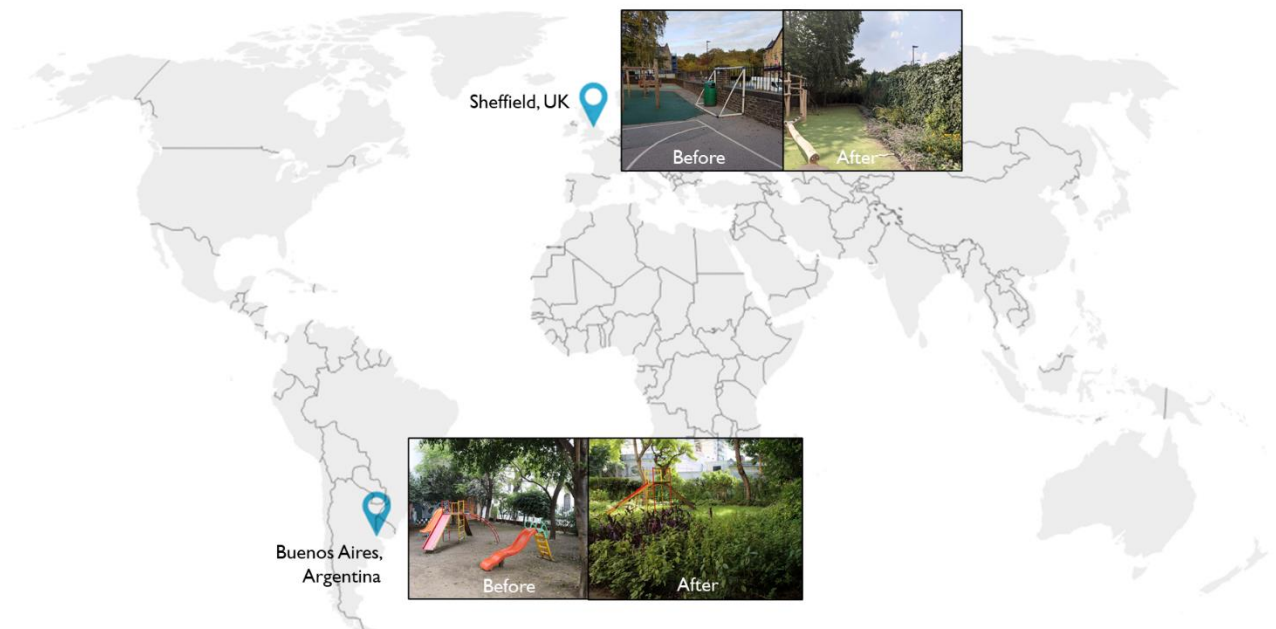 Sheffield, UK
Before
After
Buenos Aires,
Argentina
Before
After